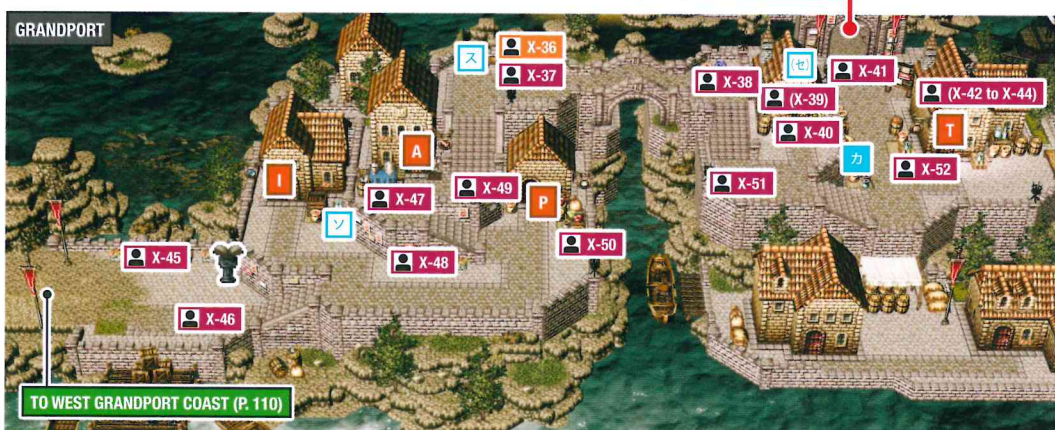 GRANDPORT
ス
X-36
X-37
X-38
(セ)
X-41
(X-39)
(X-42 to X-44)
X-40
T
A
カ
X-52
I
X-47
X-49
P
X-51
ソ
X-45
X-48
X-50
X-46
TO WEST GRANDPORT COAST (P. 110)